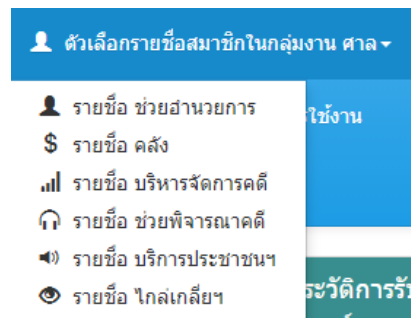 ตัวเลือกรายชื่อสมาชิกในกลุ่มงาน ศาล
รายชื่อ ช่วยอำนวยการ
ใช้งาน
รายชื่อ คลัง
รายชื่อ บริหารจัดการคดี
รายชื่อ ช่วยพิจารณาคดี
รายชื่อ บริการประชาชนฯ
รายชื่อ ไกล่เกลี่ยฯ